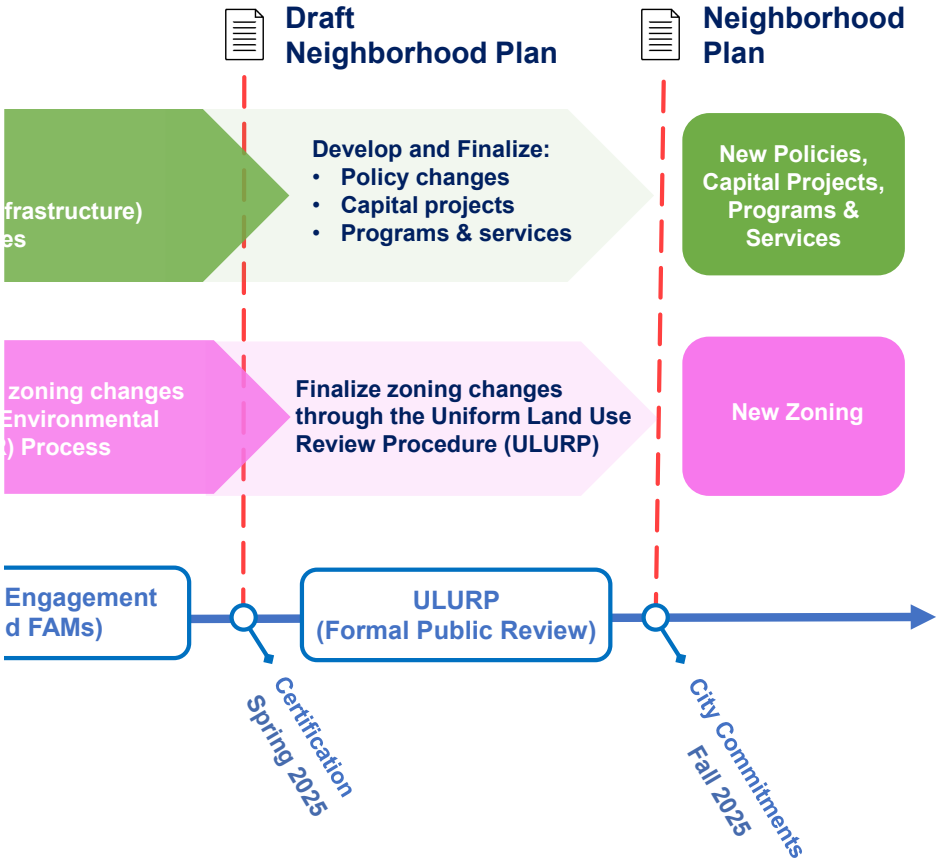 Draft
Neighborhood Plan
Neighborhood
Plan
frastructure)
es
Develop and Finalize:
• Policy changes
• Capital projects
• Programs & services
New Policies,
Capital Projects,
Programs &
Services
zoning changes
Environmental
) Process
Finalize zoning changes
through the Uniform Land Use
Review Procedure (ULURP)
New Zoning
Engagement
d FAMs)
ULURP
(Formal Public Review)
Certification
Spring 2025
City Commitments
Fall 2025